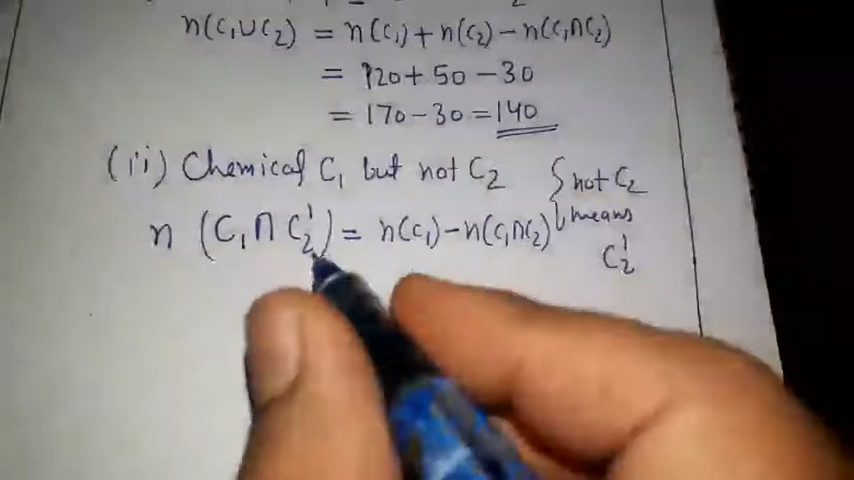 n(C₁∪C₂) = n(C₁)+n(C₂)-n(C₁∩C₂)
= 120+50-30
= 170-30=140
(ii) Chemical C₁ but not C₂ { not C₂
n (C₁∩C₂') = n(C₁)-n(C₁∩C₂) means
C₂'